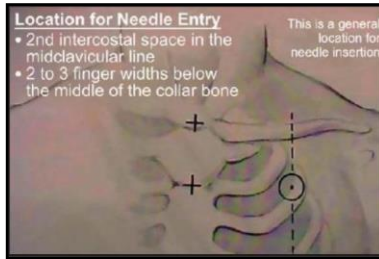 Location for Needle Entry
• 2nd intercostal space in the
midclavicular line
• 2 to 3 finger widths below
the middle of the collar bone
This is a general
location for
needle insertion